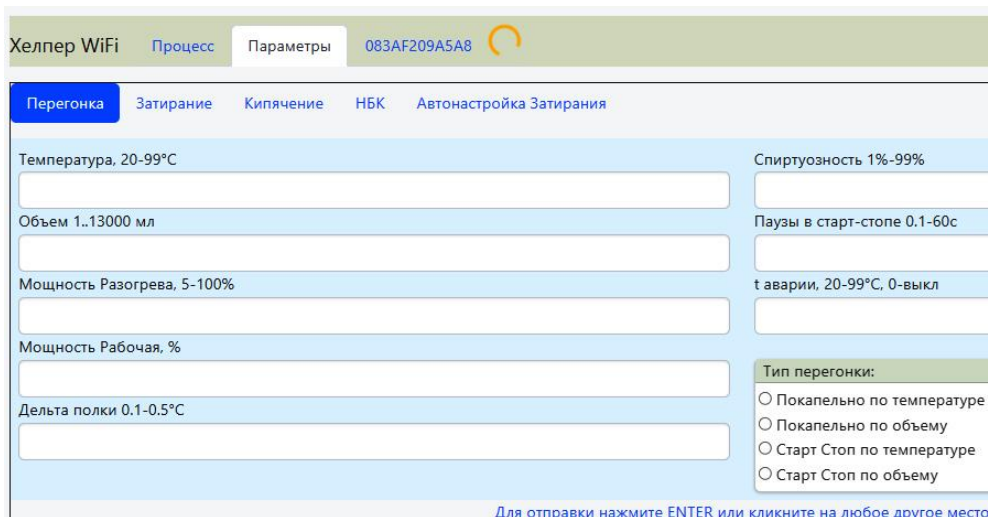 Хелпер WiFi Процесс Параметры 083AF209A5A8
Перегонка Затирание Кипячение НБК Автонастройка Затирания
Температура, 20-99°C
Спиртуозность 1%-99%
Объем 1..13000 мл
Паузы в старт-стопе 0.1-60с
Мощность Разогрева, 5-100%
t аварии, 20-99°C, 0-выкл
Мощность Рабочая, %
Дельта полки 0.1-0.5°C
Тип перегонки:
Покапельно по температуре
Покапельно по объему
Старт Стоп по температуре
Старт Стоп по объему
Для отправки нажмите ENTER или кликните на любое другое место